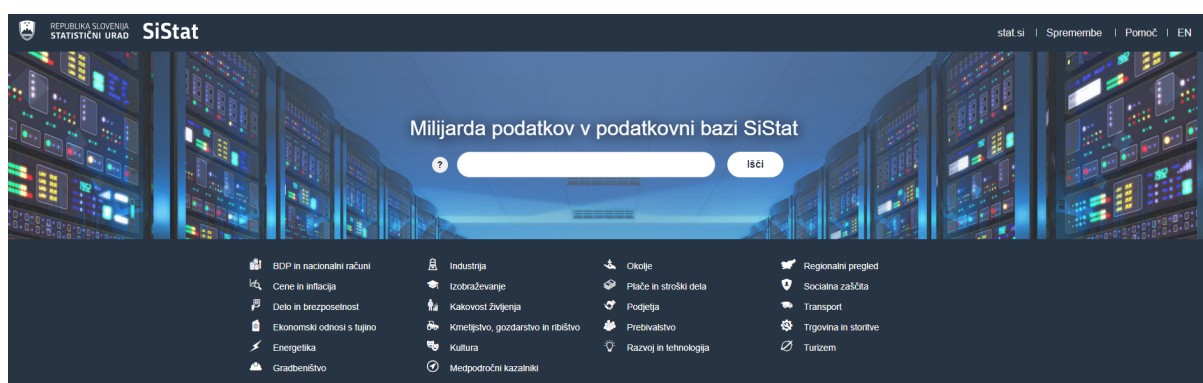 REPUBLIKA SLOVENIJA
STATISTIČNI URAD
SiStat
stat.si | Spremembe | Pomoč | EN
Milijarda podatkov v podatkovni bazi SiStat
?
Išči
BDP in nacionalni računi
Cene in inflacija
Delo in brezposelnost
Ekonomski odnosi s tujino
Energetika
Gradbeništvo
Industrija
Izobraževanje
Kakovost življenja
Kmetijstvo, gozdarstvo in ribištvo
Kultura
Medpodročni kazalniki
Okolje
Plače in stroški dela
Podjetja
Prebivalstvo
Razvoj in tehnologija
Regionalni pregled
Socialna zaščita
Transport
Trgovina in storitve
Turizem